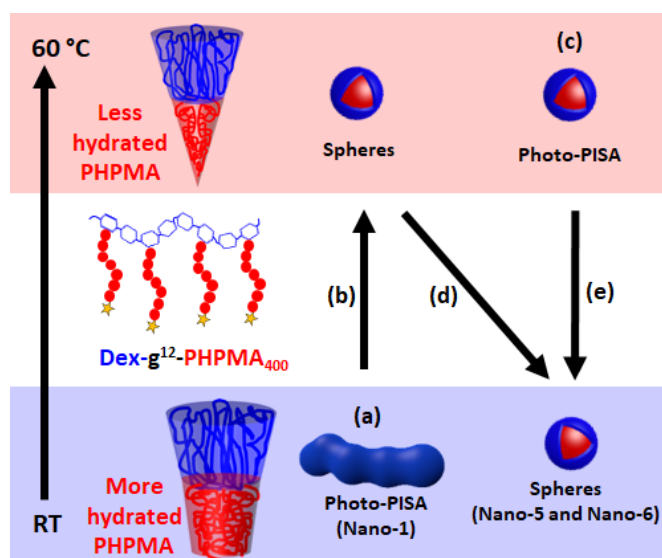 60 °C
(c)
Less
hydrated
PHPMA
Spheres
Photo-PISA
(b)
(d)
(e)
Dex-g¹²-PHPMA₄₀₀
(a)
More
hydrated
PHPMA
RT
Photo-PISA
(Nano-1)
Spheres
(Nano-5 and Nano-6)